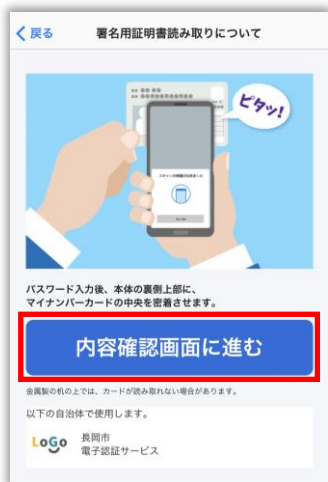 戻る 署名用証明書読み取りについて
ピタッ!
パスワード入力後、本体の裏側上部に、
マイナンバーカードの中央を密着させます。
内容確認画面に進む
金属製の机の上では、カードが読み取れない場合があります。
以下の自治体で使用します。
LoGo 長岡市
電子認証サービス